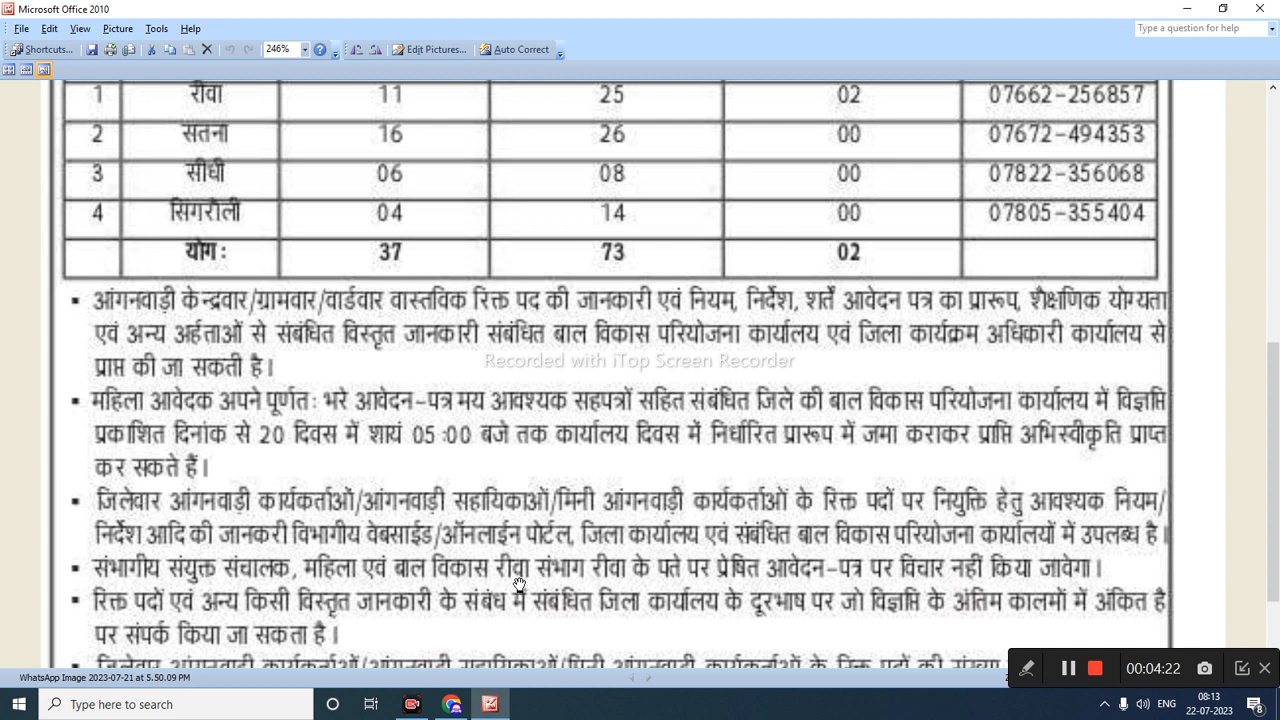 Microsoft Office 2010
File Edit View Picture Tools Help
Type a question for help
Shortcuts... 246% Edit Pictures... Auto Correct
1 रीवा 11 25 02 07662-256857
2 सतना 16 26 00 07672-494353
3 सीधी 06 08 00 07822-356068
4 सिगरौली 04 14 00 07805-355404
योग: 37 73 02
▪ आंगनवाड़ी केन्द्रवार/ग्रामवार/वार्डवार वास्तविक रिक्त पद की जानकारी एवं नियम, निर्देश, शर्तें आवेदन पत्र का प्रारूप, शैक्षणिक योग्यता
एवं अन्य अर्हताओं से संबंधित विस्तृत जानकारी संबंधित बाल विकास परियोजना कार्यालय एवं जिला कार्यक्रम अधिकारी कार्यालय से
प्राप्त की जा सकती है।
Recorded with iTop Screen Recorder
▪ महिला आवेदक अपने पूर्णतः भरे आवेदन-पत्र मय आवश्यक सहपत्रों सहित संबंधित जिले की बाल विकास परियोजना कार्यालय में विज्ञप्ति
प्रकाशित दिनांक से 20 दिवस में शायं 05:00 बजे तक कार्यालय दिवस में निर्धारित प्रारूप में जमा कराकर प्राप्ति अभिस्वीकृति प्राप्त
कर सकते हैं।
▪ जिलेवार आंगनवाड़ी कार्यकर्ताओं/आंगनवाड़ी सहायिकाओं/मिनी आंगनवाड़ी कार्यकर्ताओं के रिक्त पदों पर नियुक्ति हेतु आवश्यक नियम/
निर्देश आदि की जानकरी विभागीय वेबसाईड/ऑनलाईन पोर्टल, जिला कार्यालय एवं संबंधित बाल विकास परियोजना कार्यालयों में उपलब्ध है।
▪ संभागीय संयुक्त संचालक, महिला एवं बाल विकास रीवा संभाग रीवा के पते पर प्रेषित आवेदन-पत्र पर विचार नहीं किया जावेगा।
▪ रिक्त पदों एवं अन्य किसी विस्तृत जानकारी के संबंध में संबंधित जिला कार्यालय के दूरभाष पर जो विज्ञप्ति के अंतिम कालमों में अंकित है
पर संपर्क किया जा सकता है।
▪ जिलेवार आंगनवाड़ी कार्यकर्ताओं/आंगनवाड़ी सहायिकाओं/मिनी आंगनवाड़ी कार्यकर्ताओं के रिक्त पदों की संख्या
00:04:22
WhatsApp Image 2023-07-21 at 5.50.09 PM
Type here to search
ENG 08:13
22-07-2023 8